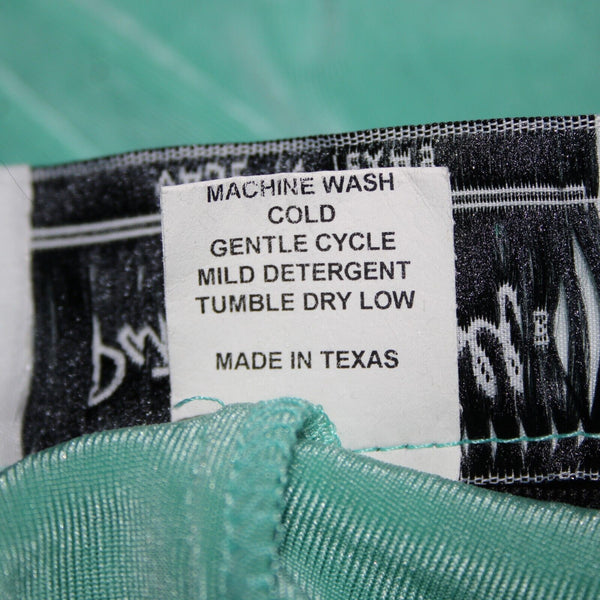 MACHINE WASH
COLD
GENTLE CYCLE
MILD DETERGENT
TUMBLE DRY LOW
MADE IN TEXAS